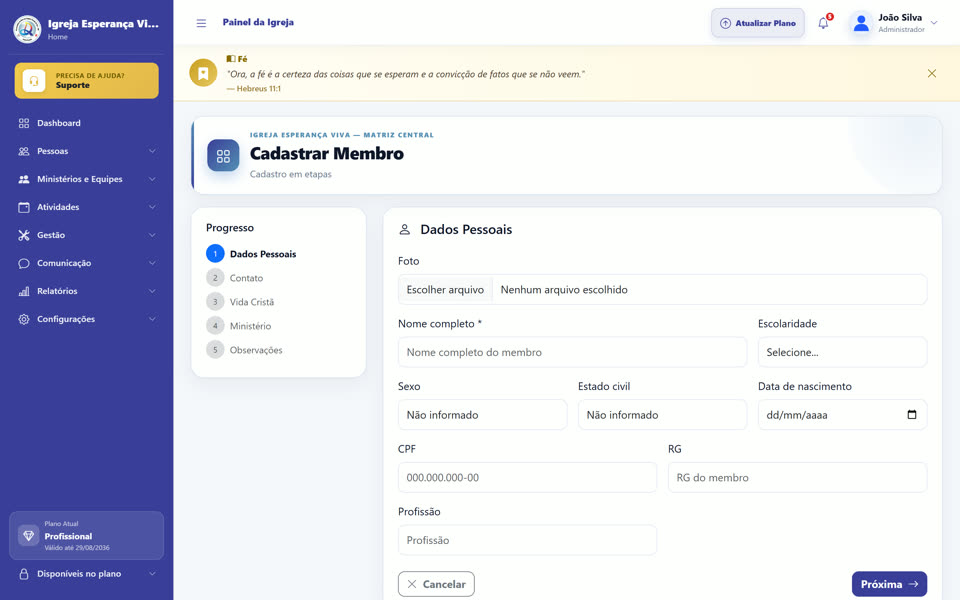 Igreja Esperança Vi...
Home
PRECISA DE AJUDA?
Suporte
Dashboard
Pessoas
Ministérios e Equipes
Atividades
Gestão
Comunicação
Relatórios
Configurações
Plano Atual
Profissional
Válido até 29/08/2036
Disponíveis no plano
Painel da Igreja
Atualizar Plano
5
João Silva
Administrador
Fé
"Ora, a fé é a certeza das coisas que se esperam e a convicção de fatos que se não veem."
— Hebreus 11:1
IGREJA ESPERANÇA VIVA — MATRIZ CENTRAL
Cadastrar Membro
Cadastro em etapas
Progresso
1 Dados Pessoais
2 Contato
3 Vida Cristã
4 Ministério
5 Observações
Dados Pessoais
Foto
Escolher arquivo Nenhum arquivo escolhido
Nome completo * Escolaridade
Nome completo do membro Selecione...
Sexo Estado civil Data de nascimento
Não informado Não informado dd/mm/aaaa
CPF RG
000.000.000-00 RG do membro
Profissão
Profissão
Cancelar Próxima